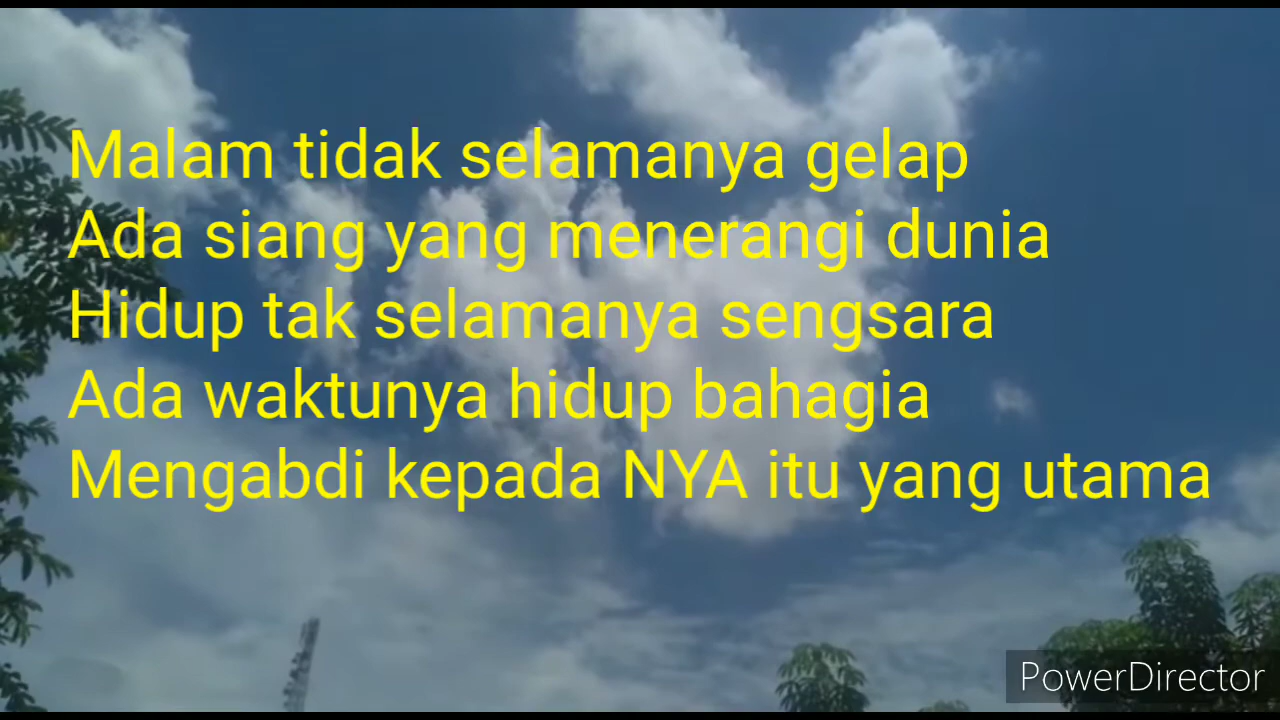 Malam tidak selamanya gelap
Ada siang yang menerangi dunia
Hidup tak selamanya sengsara
Ada waktunya hidup bahagia
Mengabdi kepada NYA itu yang utama
PowerDirector